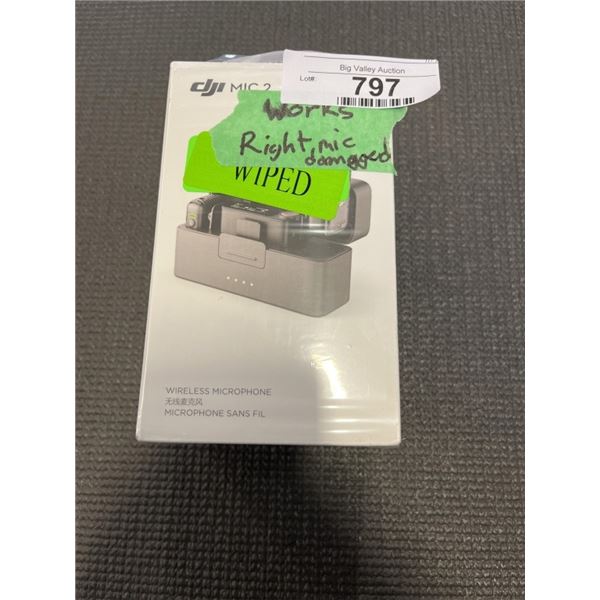 Big Valley Auction
Lot#:
797
dji MIC 2
Works
Right mic
damagged
WIPED
WIRELESS MICROPHONE
无线麦克风
MICROPHONE SANS FIL